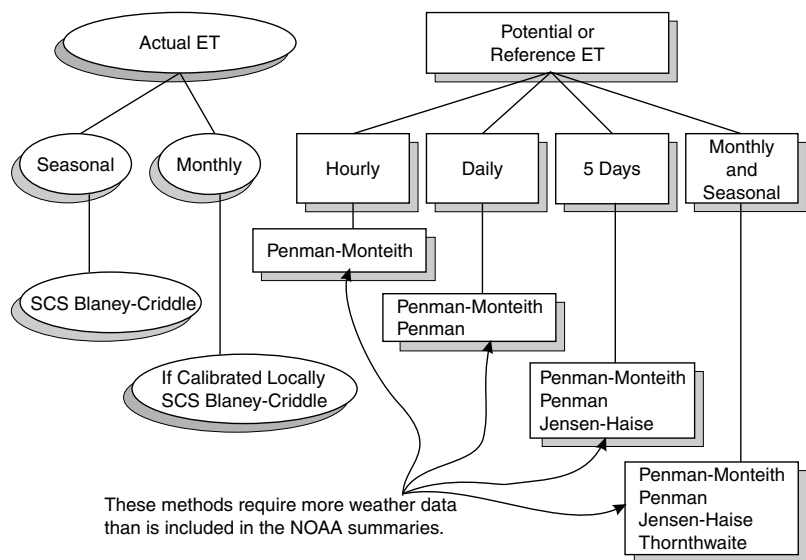 Actual ET
Potential or
Reference ET
Seasonal
Monthly
Hourly
Daily
5 Days
Monthly
and
Seasonal
SCS Blaney-Criddle
If Calibrated Locally
SCS Blaney-Criddle
Penman-Monteith
Penman-Monteith
Penman
Penman-Monteith
Penman
Jensen-Haise
Penman-Monteith
Penman
Jensen-Haise
Thornthwaite
These methods require more weather data
than is included in the NOAA summaries.